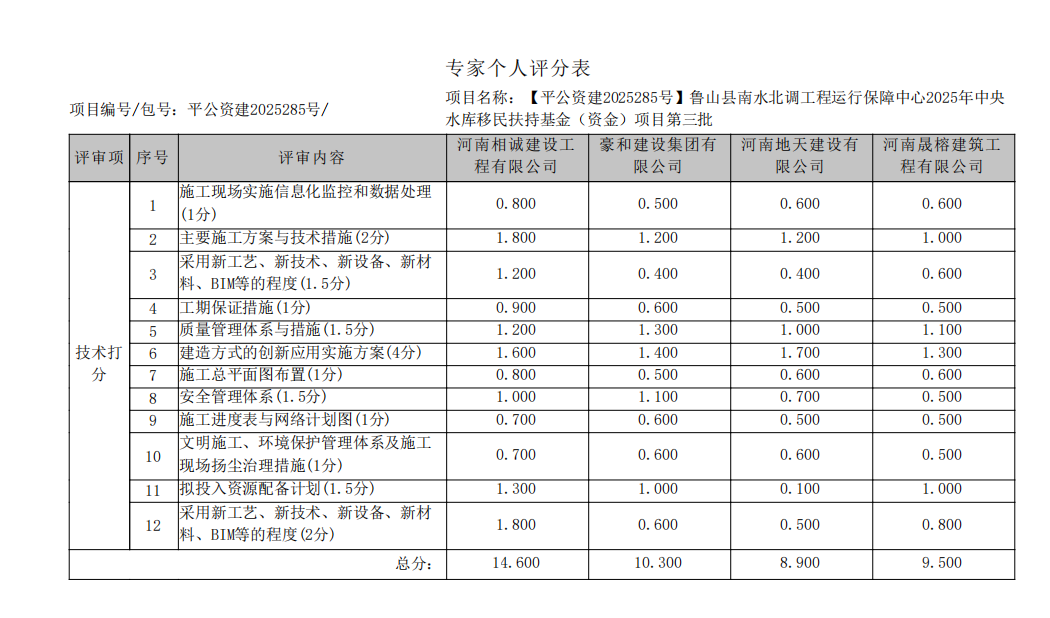 专家个人评分表
项目编号/包号：平公资建2025285号/
项目名称：【平公资建2025285号】鲁山县南水北调工程运行保障中心2025年中央
水库移民扶持基金（资金）项目第三批
评审项 序号 评审内容 河南相诚建设工程有限公司 豪和建设集团有限公司 河南地天建设有限公司 河南晟榕建筑工程有限公司
技术打分
1 施工现场实施信息化监控和数据处理(1分) 0.800 0.500 0.600 0.600
2 主要施工方案与技术措施(2分) 1.800 1.200 1.200 1.000
3 采用新工艺、新技术、新设备、新材料、BIM等的程度(1.5分) 1.200 0.400 0.400 0.600
4 工期保证措施(1分) 0.900 0.600 0.500 0.500
5 质量管理体系与措施(1.5分) 1.200 1.300 1.000 1.100
6 建造方式的创新应用实施方案(4分) 1.600 1.400 1.700 1.300
7 施工总平面图布置(1分) 0.800 0.500 0.600 0.600
8 安全管理体系(1.5分) 1.000 1.100 0.700 0.500
9 施工进度表与网络计划图(1分) 0.700 0.600 0.500 0.500
10 文明施工、环境保护管理体系及施工现场扬尘治理措施(1分) 0.700 0.600 0.600 0.500
11 拟投入资源配备计划(1.5分) 1.300 1.000 0.100 1.000
12 采用新工艺、新技术、新设备、新材料、BIM等的程度(2分) 1.800 0.600 0.500 0.800
总分： 14.600 10.300 8.900 9.500